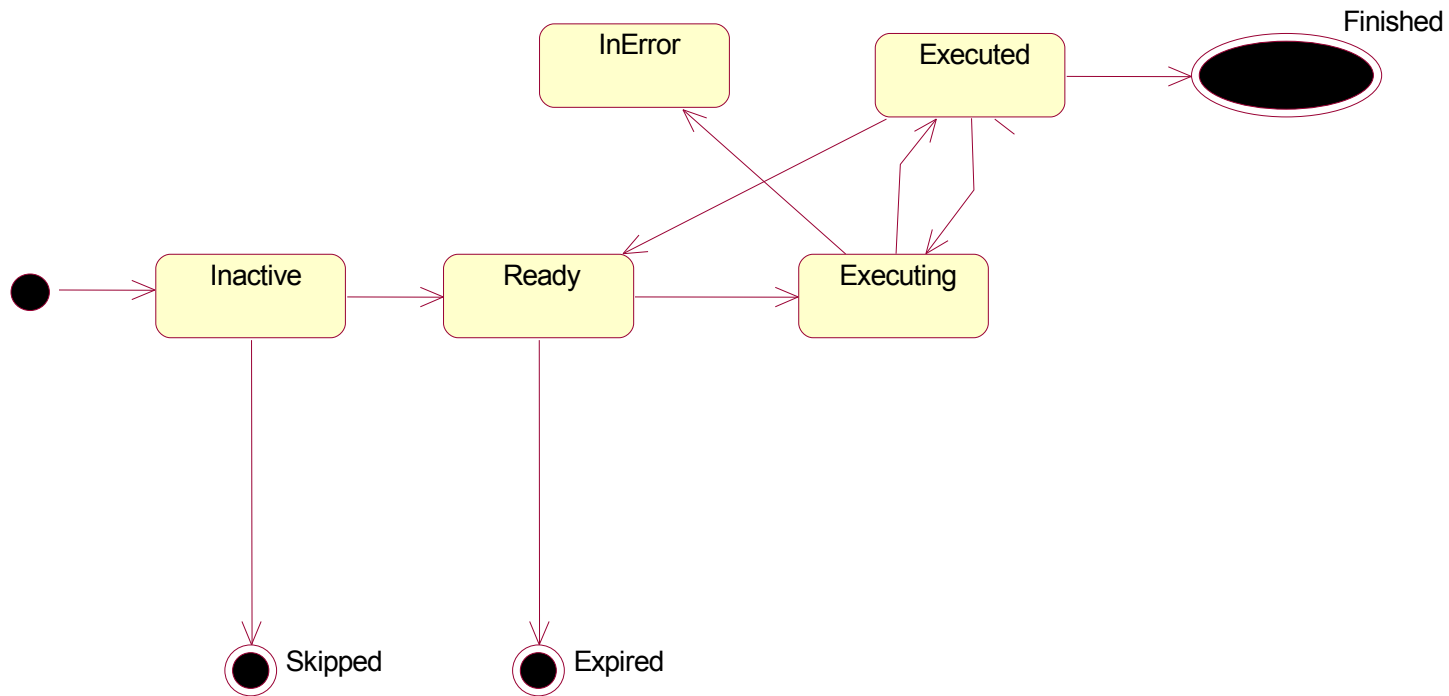 Finished
InError
Executed
Inactive
Ready
Executing
Skipped
Expired